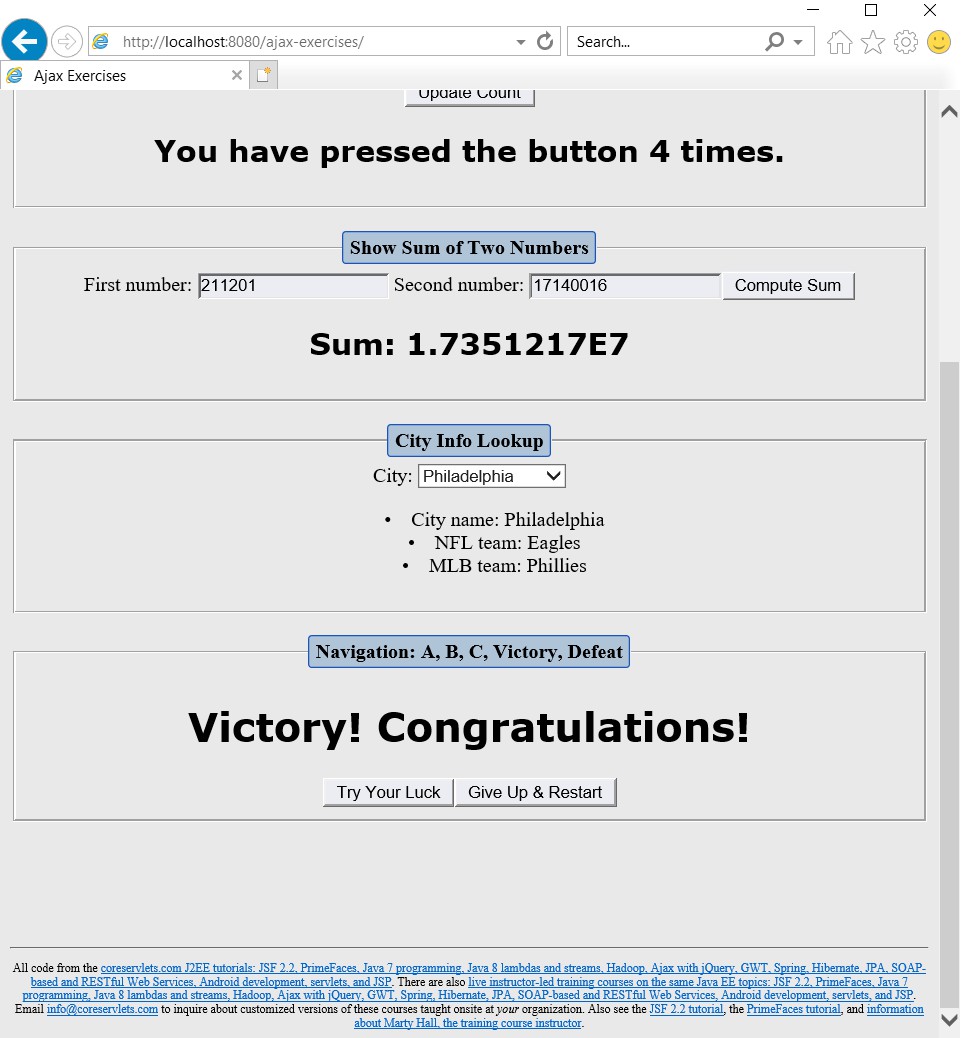 http://localhost:8080/ajax-exercises/
Search...
Ajax Exercises
Update Count
You have pressed the button 4 times.
Show Sum of Two Numbers
First number: 211201 Second number: 17140016 Compute Sum
Sum: 1.7351217E7
City Info Lookup
City: Philadelphia
• City name: Philadelphia
• NFL team: Eagles
• MLB team: Phillies
Navigation: A, B, C, Victory, Defeat
Victory! Congratulations!
Try Your Luck Give Up & Restart
All code from the coreservlets.com J2EE tutorials: JSF 2.2, PrimeFaces, Java 7 programming, Java 8 lambdas and streams, Hadoop, Ajax with jQuery, GWT, Spring, Hibernate, JPA, SOAP-
based and RESTful Web Services, Android development, servlets, and JSP. There are also live instructor-led training courses on the same Java EE topics: JSF 2.2, PrimeFaces, Java 7
programming, Java 8 lambdas and streams, Hadoop, Ajax with jQuery, GWT, Spring, Hibernate, JPA, SOAP-based and RESTful Web Services, Android development, servlets, and JSP.
Email info@coreservlets.com to inquire about customized versions of these courses taught onsite at your organization. Also see the JSF 2.2 tutorial, the PrimeFaces tutorial, and information
about Marty Hall, the training course instructor.